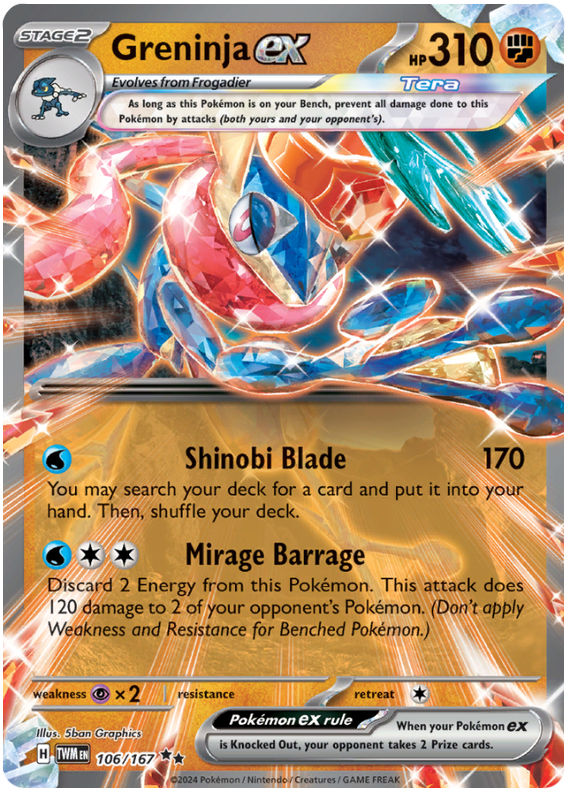 STAGE2
Greninja ex
HP 310
Evolves from Frogadier
Tera
As long as this Pokémon is on your Bench, prevent all damage done to this
Pokémon by attacks (both yours and your opponent's).
Shinobi Blade 170
You may search your deck for a card and put it into your
hand. Then, shuffle your deck.
Mirage Barrage
Discard 2 Energy from this Pokémon. This attack does
120 damage to 2 of your opponent's Pokémon. (Don't apply
Weakness and Resistance for Benched Pokémon.)
weakness ×2 resistance retreat
Illus. 5ban Graphics
Pokémon ex rule
When your Pokémon ex
is Knocked Out, your opponent takes 2 Prize cards.
H TWM EN 106/167 ★★
©2024 Pokémon / Nintendo / Creatures / GAME FREAK